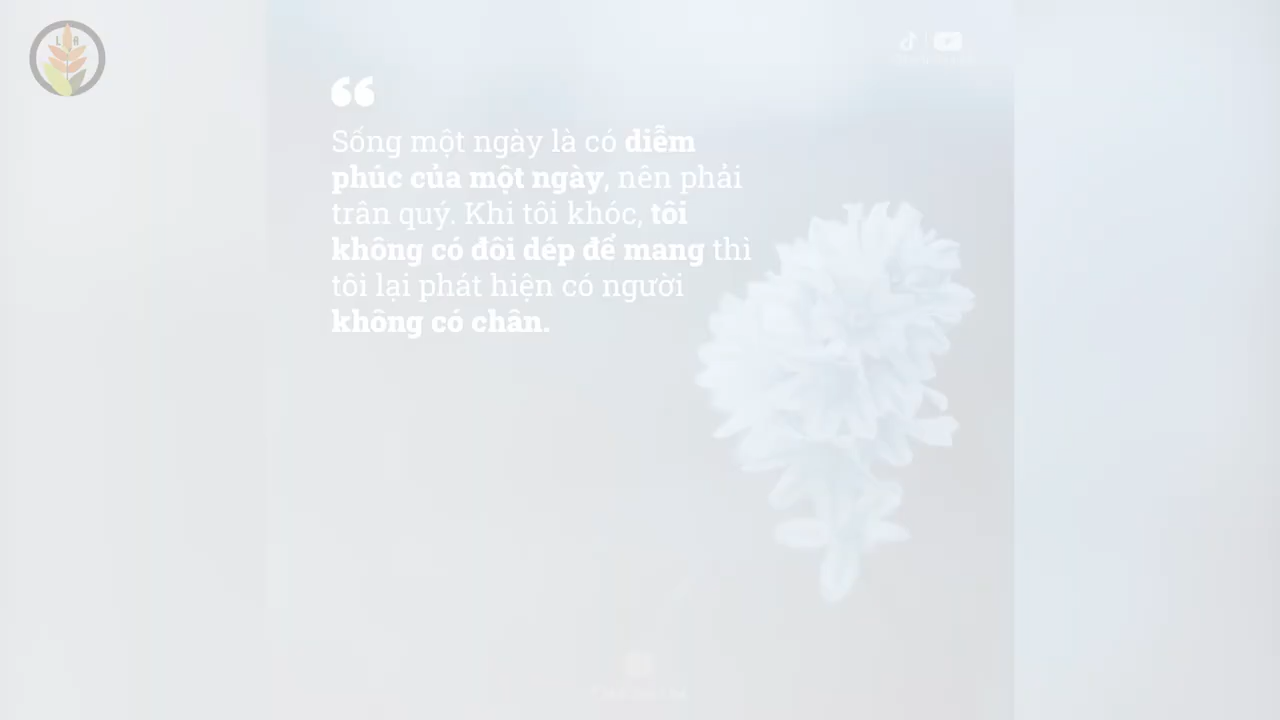 L A
“
Sống một ngày là có diễm
phúc của một ngày, nên phải
trân quý. Khi tôi khóc, tôi
không có đôi dép để mang thì
tôi lại phát hiện có người
không có chân.